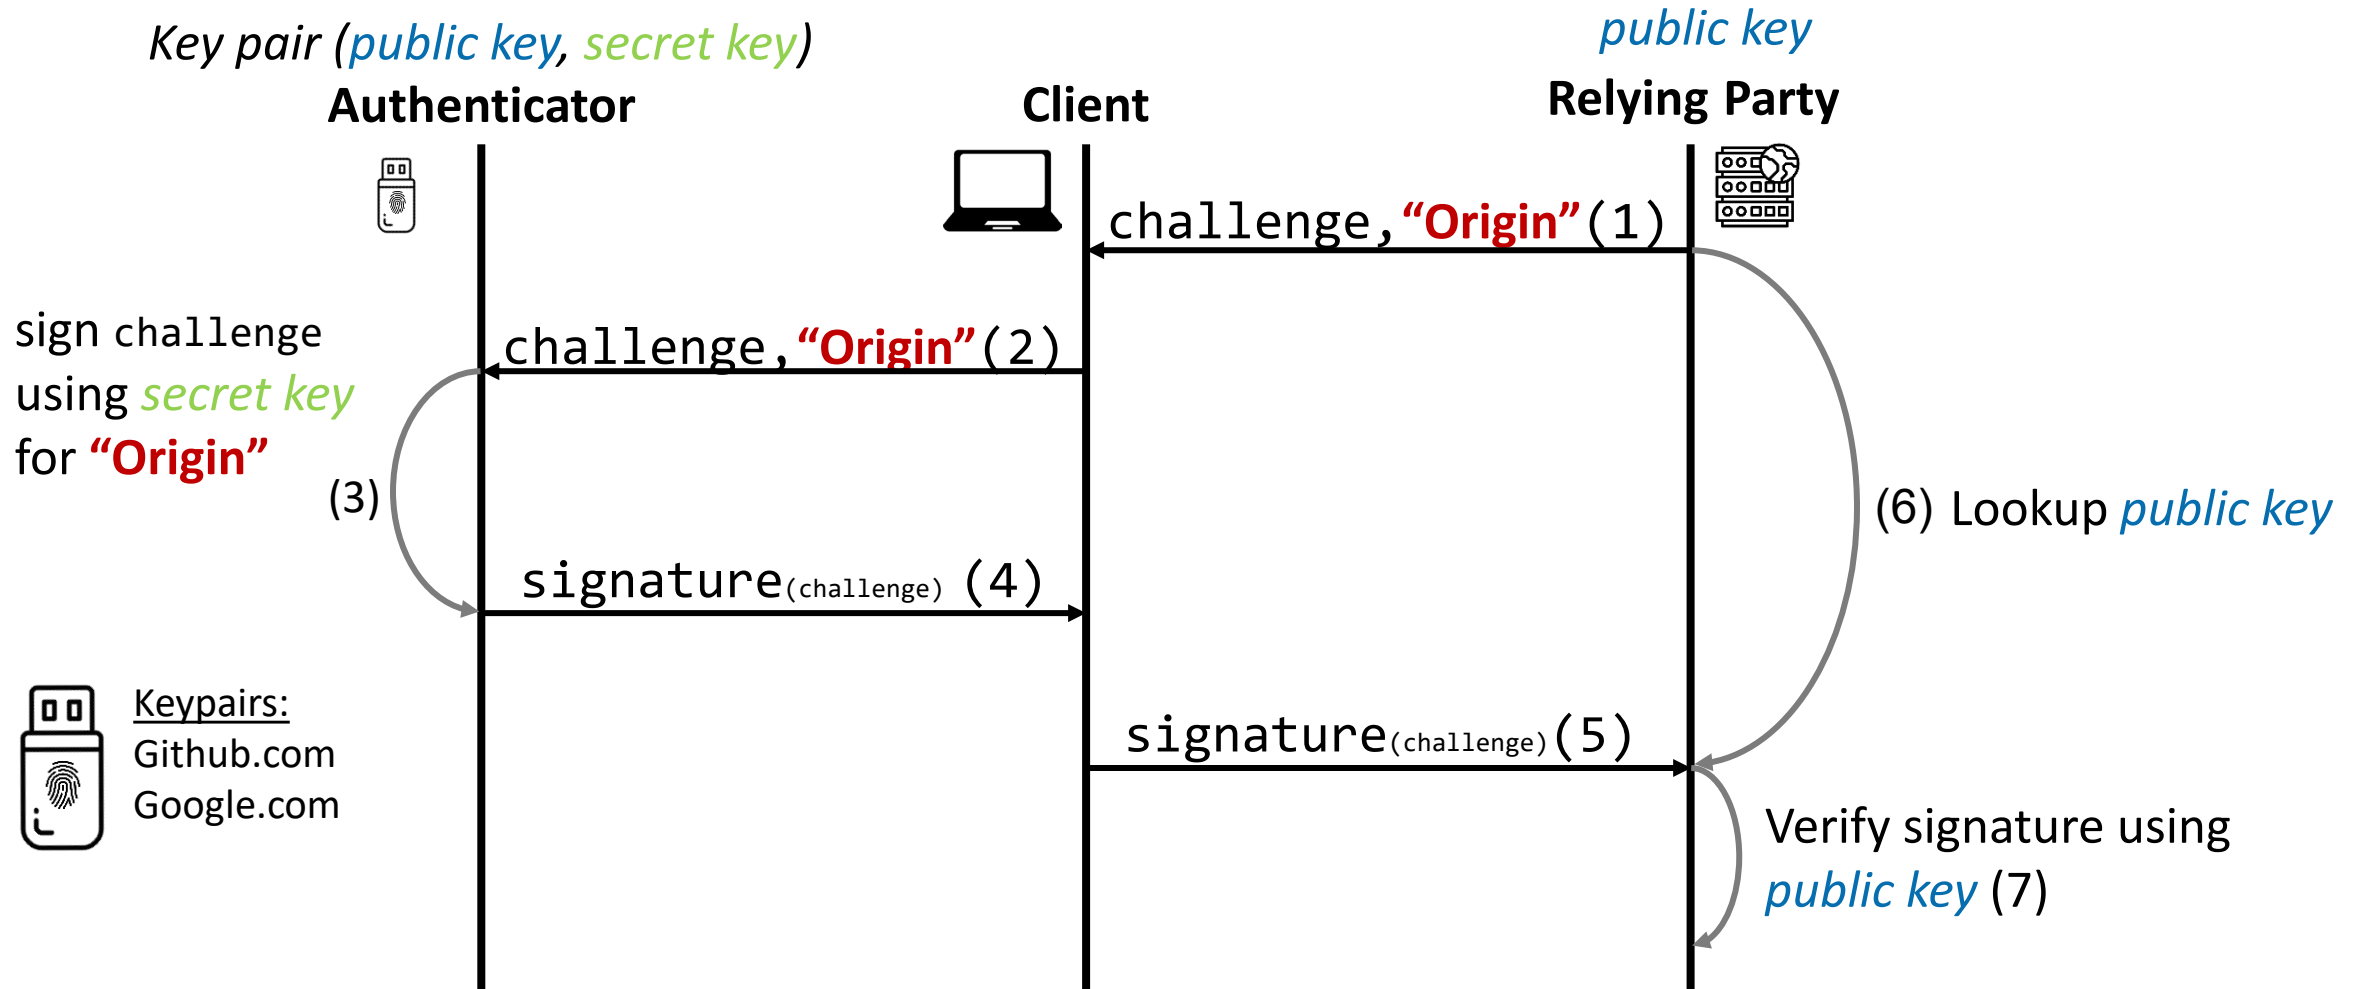 Key pair (public key, secret key)
public key
Authenticator
Client
Relying Party
challenge,“Origin”(1)
challenge,“Origin”(2)
sign challenge
using secret key
for “Origin”
(3)
(6) Lookup public key
signature(challenge) (4)
Keypairs:
Github.com
Google.com
signature(challenge)(5)
Verify signature using
public key (7)